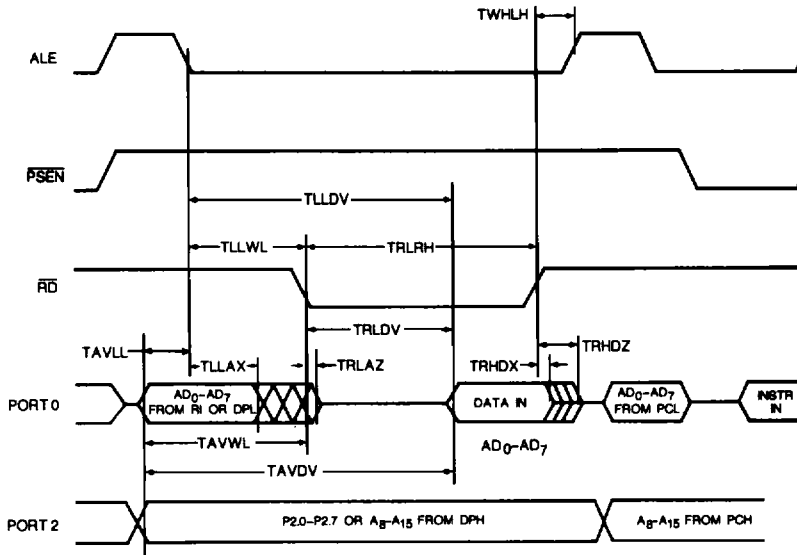 TWHLH
ALE
PSEN
TLLDV
TLLWL
TRLRH
RD
TRLDV
TAVLL
TRHDZ
TLLAX
TRLAZ
TRHDX
PORT 0
AD0-AD7
FROM RI OR DPL
DATA IN
AD0-AD7
FROM PCL
INSTR
IN
TAVWL
AD0-AD7
TAVDV
PORT 2
P2.0-P2.7 OR A8-A15 FROM DPH
A8-A15 FROM PCH